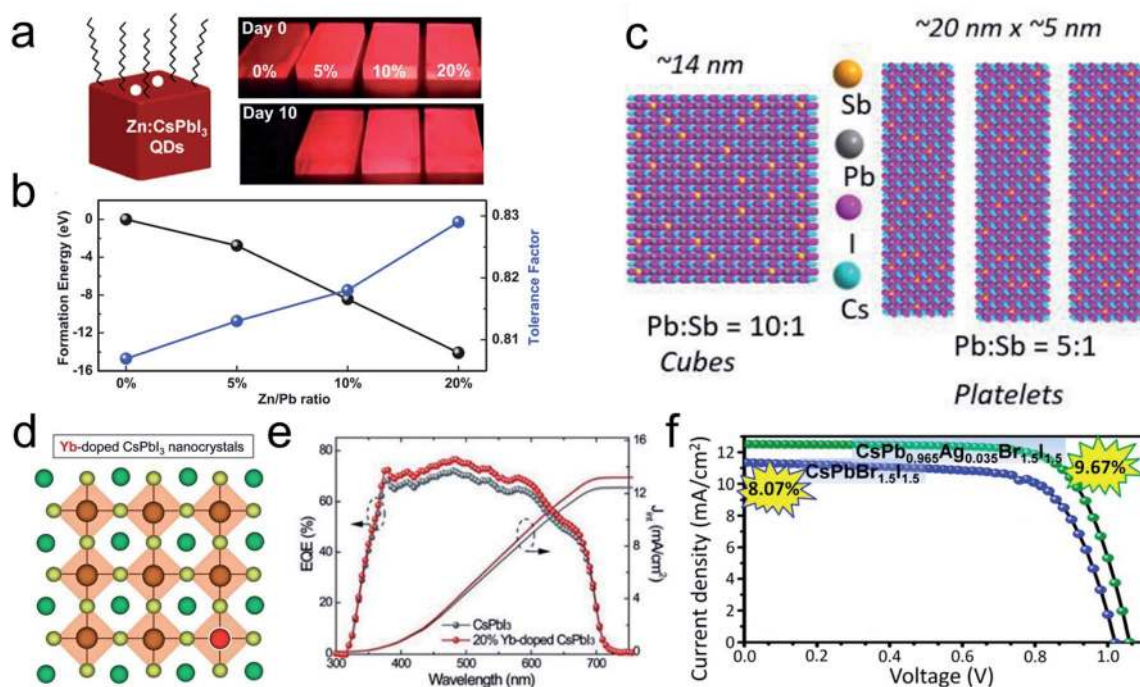 a
Zn:CsPbI₃
QDs
Day 0
0% 5% 10% 20%
Day 10
b
Formation Energy (eV)
0
-4
-8
-12
-16
0% 5% 10% 20%
Zn/Pb ratio
0.83
0.82
0.81
Tolerance Factor
c
~14 nm
~20 nm x ~5 nm
Sb
Pb
I
Cs
Pb:Sb = 10:1
Cubes
Pb:Sb = 5:1
Platelets
d
Yb-doped CsPbI₃ nanocrystals
e
EQE (%)
80
60
40
20
0
300 400 500 600 700
Wavelength (nm)
16
12
8
4
0
J_int (mA/cm²)
CsPbI₃
20% Yb-doped CsPbI₃
f
Current density (mA/cm²)
12
10
8
6
4
2
0
0.0 0.2 0.4 0.6 0.8 1.0
Voltage (V)
CsPb₀.₉₆₅Ag₀.₀₃₅Br₁.₅I₁.₅
CsPbBr₁.₅I₁.₅
8.07%
9.67%